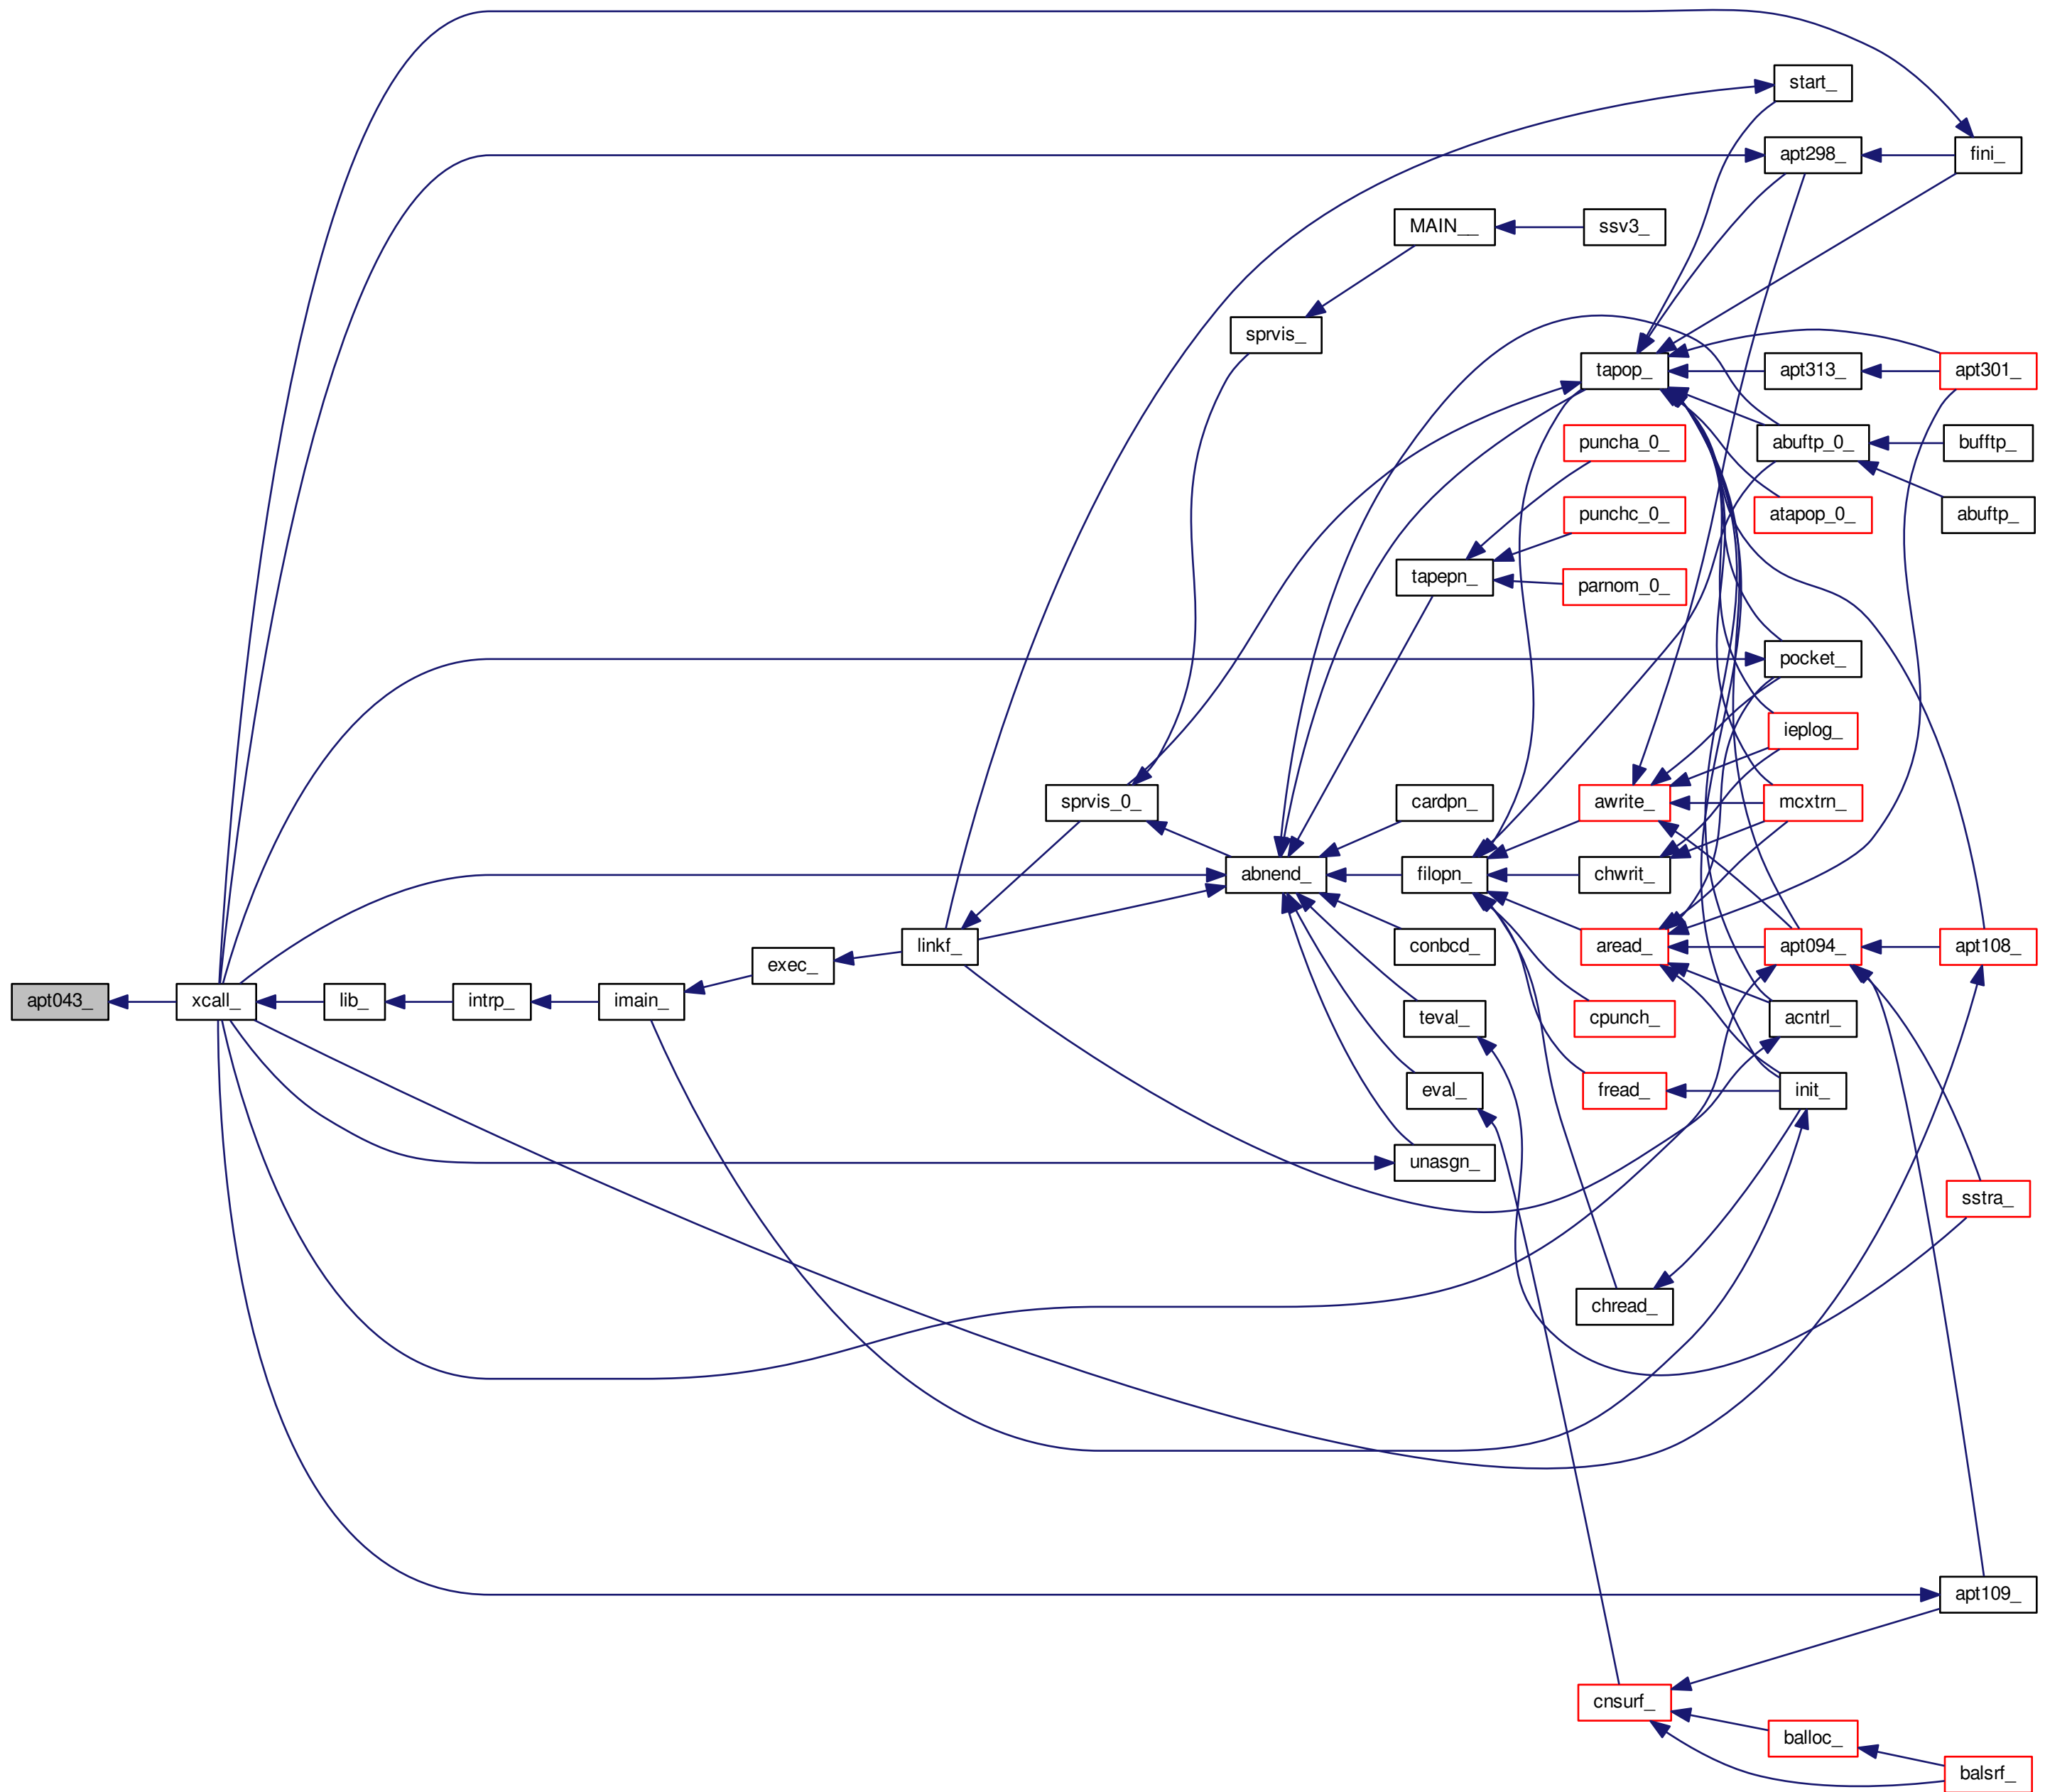 start_
apt298_
fini_
MAIN__
ssv3_
sprvis_
tapop_
apt313_
apt301_
puncha_0_
abuftp_0_
bufftp_
punchc_0_
atapop_0_
abuftp_
tapepn_
parnom_0_
pocket_
ieplog_
sprvis_0_
cardpn_
awrite_
mcxtrn_
abnend_
filopn_
chwrit_
linkf_
conbcd_
aread_
apt094_
apt108_
exec_
apt043_
xcall_
lib_
intrp_
imain_
teval_
cpunch_
acntrl_
eval_
fread_
init_
unasgn_
sstra_
chread_
apt109_
cnsurf_
balloc_
balsrf_